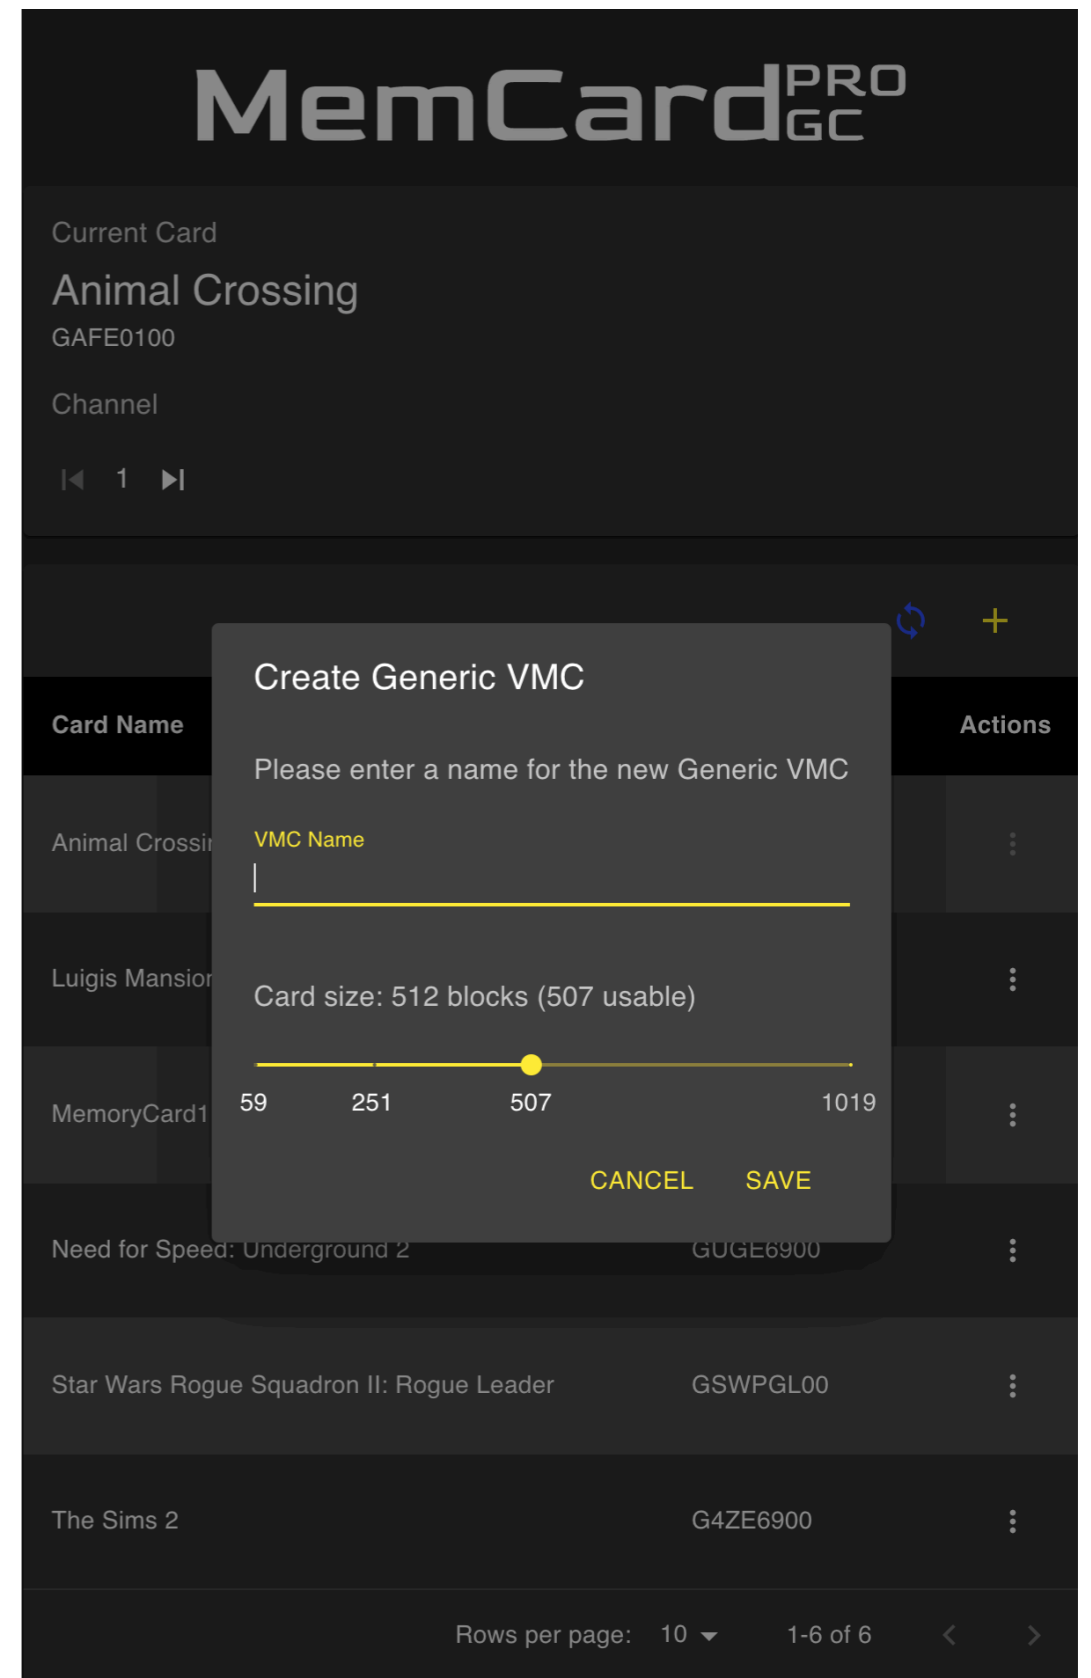 MemCard PRO GC
Current Card
Animal Crossing
GAFE0100
Channel
1
Create Generic VMC
Please enter a name for the new Generic VMC
VMC Name
Card size: 512 blocks (507 usable)
59 251 507 1019
CANCEL SAVE
Card Name Actions
Animal Crossin
Luigis Mansion
MemoryCard1
Need for Speed: Underground 2 GUGE6900
Star Wars Rogue Squadron II: Rogue Leader GSWPGL00
The Sims 2 G4ZE6900
Rows per page: 10 1-6 of 6